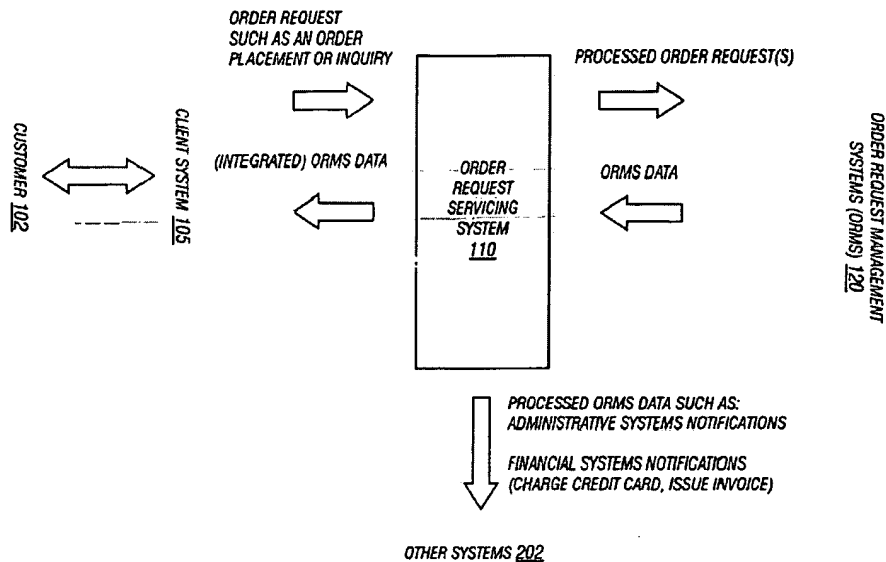 ORDER REQUEST
SUCH AS AN ORDER
PLACEMENT OR INQUIRY
PROCESSED ORDER REQUEST(S)
CUSTOMER 102
CLIENT SYSTEM 105
(INTEGRATED) ORMS DATA
ORDER
REQUEST
SERVICING
SYSTEM
110
ORMS DATA
ORDER REQUEST MANAGEMENT
SYSTEMS (ORMS) 120
PROCESSED ORMS DATA SUCH AS:
ADMINISTRATIVE SYSTEMS NOTIFICATIONS
FINANCIAL SYSTEMS NOTIFICATIONS
(CHARGE CREDIT CARD, ISSUE INVOICE)
OTHER SYSTEMS 202